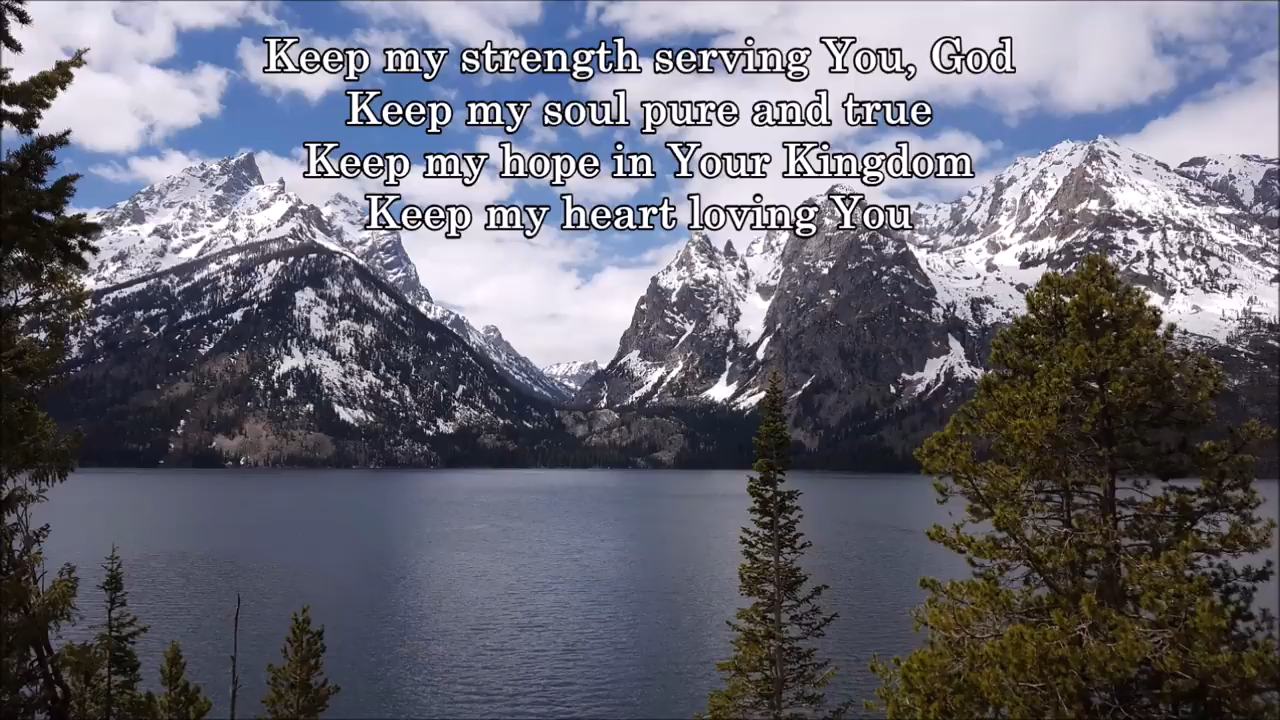 Keep my strength serving You, God
Keep my soul pure and true
Keep my hope in Your Kingdom
Keep my heart loving You